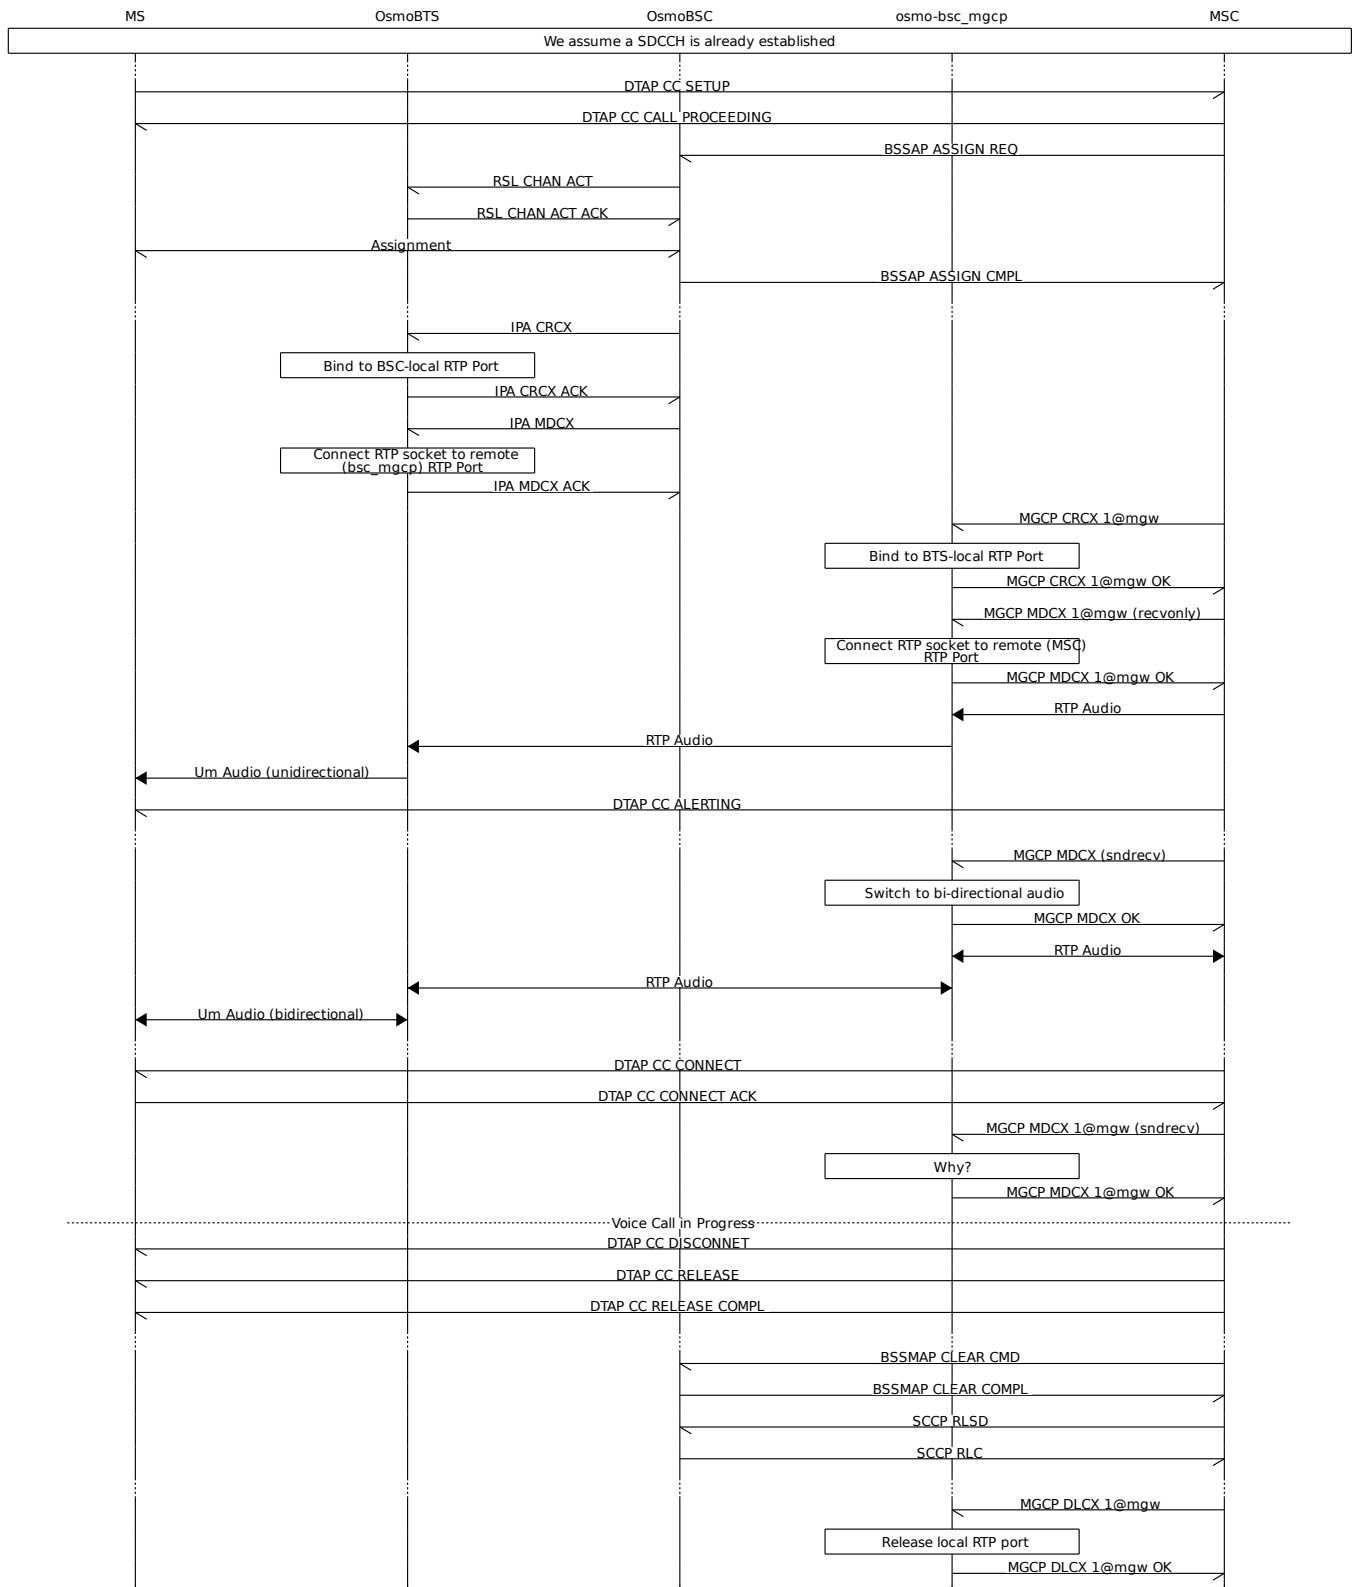 MS OsmoBTS OsmoBSC osmo-bsc_mgcp MSC
We assume a SDCCH is already established
DTAP CC SETUP
DTAP CC CALL PROCEEDING
BSSAP ASSIGN REQ
RSL CHAN ACT
RSL CHAN ACT ACK
Assignment
BSSAP ASSIGN CMPL
IPA CRCX
Bind to BSC-local RTP Port
IPA CRCX ACK
IPA MDCX
Connect RTP socket to remote
(bsc_mgcp) RTP Port
IPA MDCX ACK
MGCP CRCX 1@mgw
Bind to BTS-local RTP Port
MGCP CRCX 1@mgw OK
MGCP MDCX 1@mgw (recvonly)
Connect RTP socket to remote (MSC)
RTP Port
MGCP MDCX 1@mgw OK
RTP Audio
RTP Audio
Um Audio (unidirectional)
DTAP CC ALERTING
MGCP MDCX (sndrecv)
Switch to bi-directional audio
MGCP MDCX OK
RTP Audio
RTP Audio
Um Audio (bidirectional)
DTAP CC CONNECT
DTAP CC CONNECT ACK
MGCP MDCX 1@mgw (sndrecv)
Why?
MGCP MDCX 1@mgw OK
Voice Call in Progress
DTAP CC DISCONNET
DTAP CC RELEASE
DTAP CC RELEASE COMPL
BSSMAP CLEAR CMD
BSSMAP CLEAR COMPL
SCCP RLSD
SCCP RLC
MGCP DLCX 1@mgw
Release local RTP port
MGCP DLCX 1@mgw OK